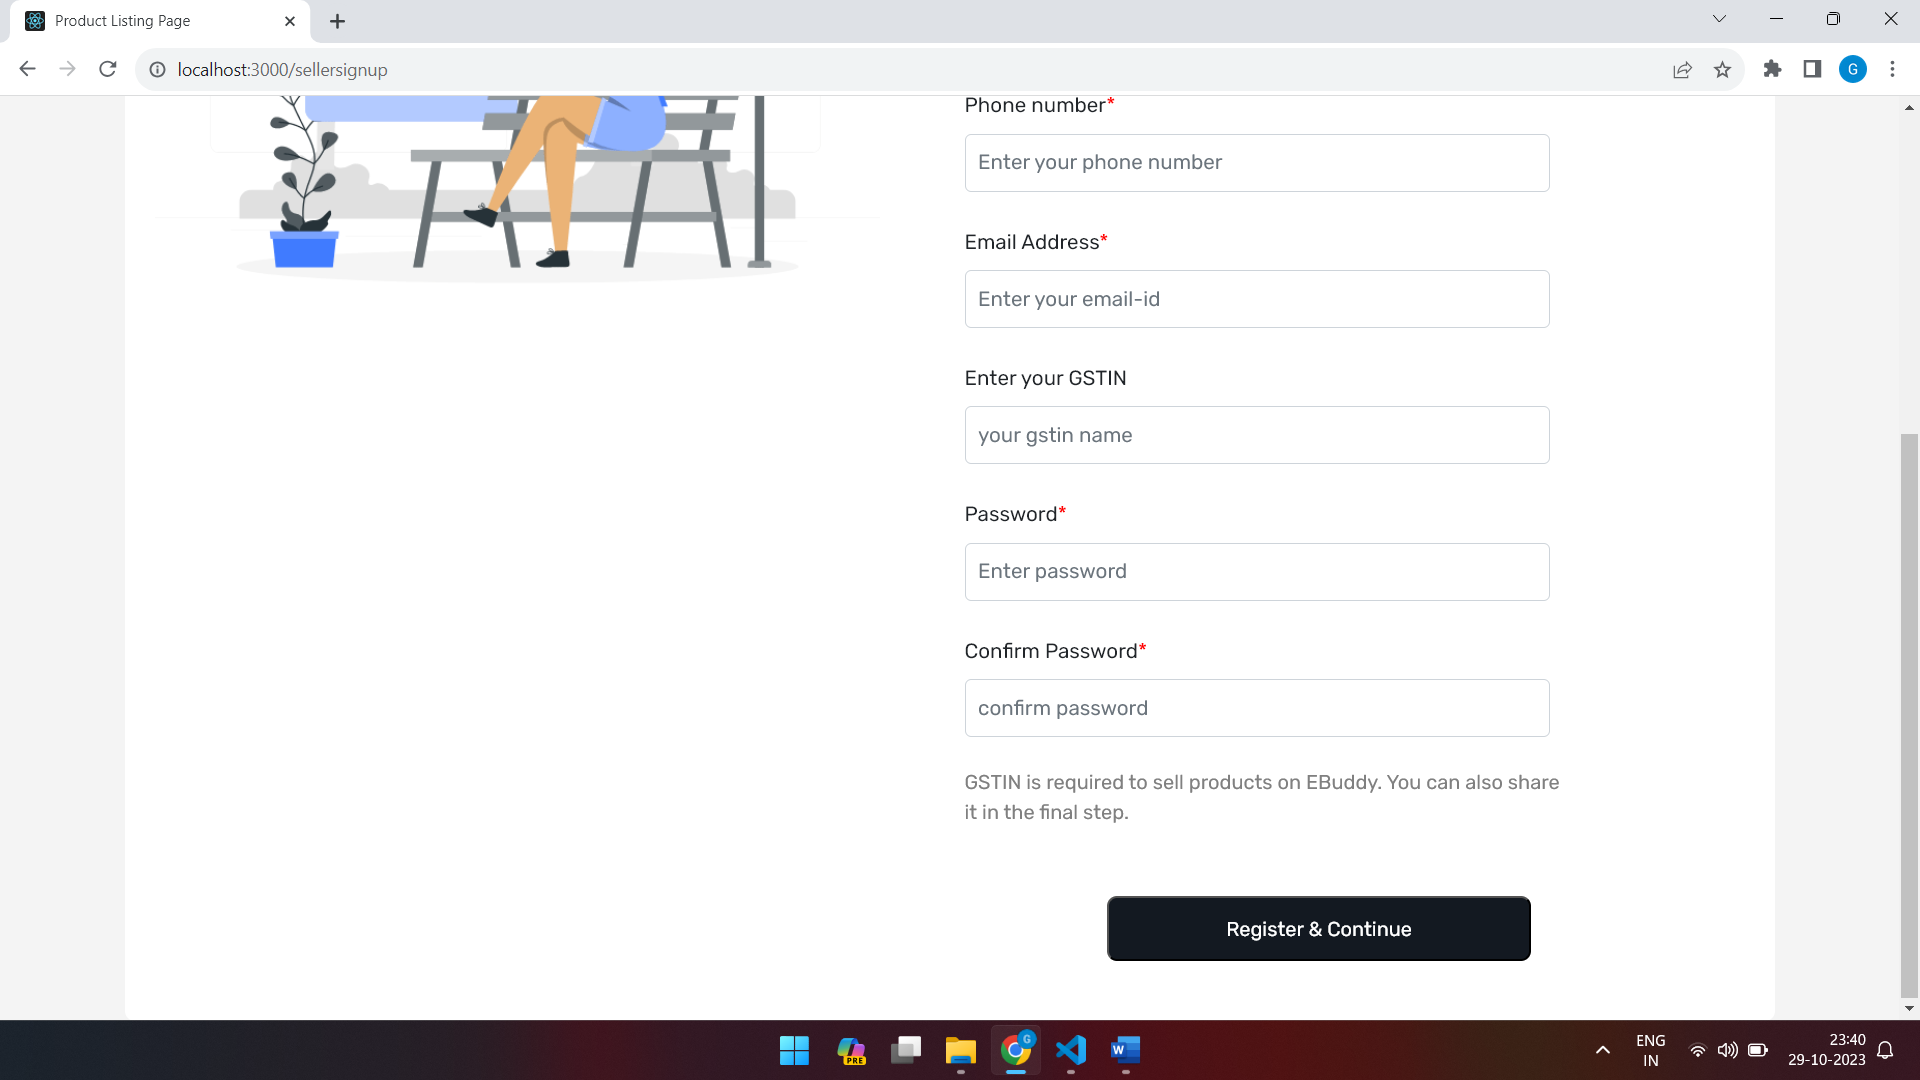 Product Listing Page
localhost:3000/sellersignup
G
Phone number*
Enter your phone number
Email Address*
Enter your email-id
Enter your GSTIN
your gstin name
Password*
Enter password
Confirm Password*
confirm password
GSTIN is required to sell products on EBuddy. You can also share
it in the final step.
Register & Continue
PRE
G
W
ENG
IN
23:40
29-10-2023